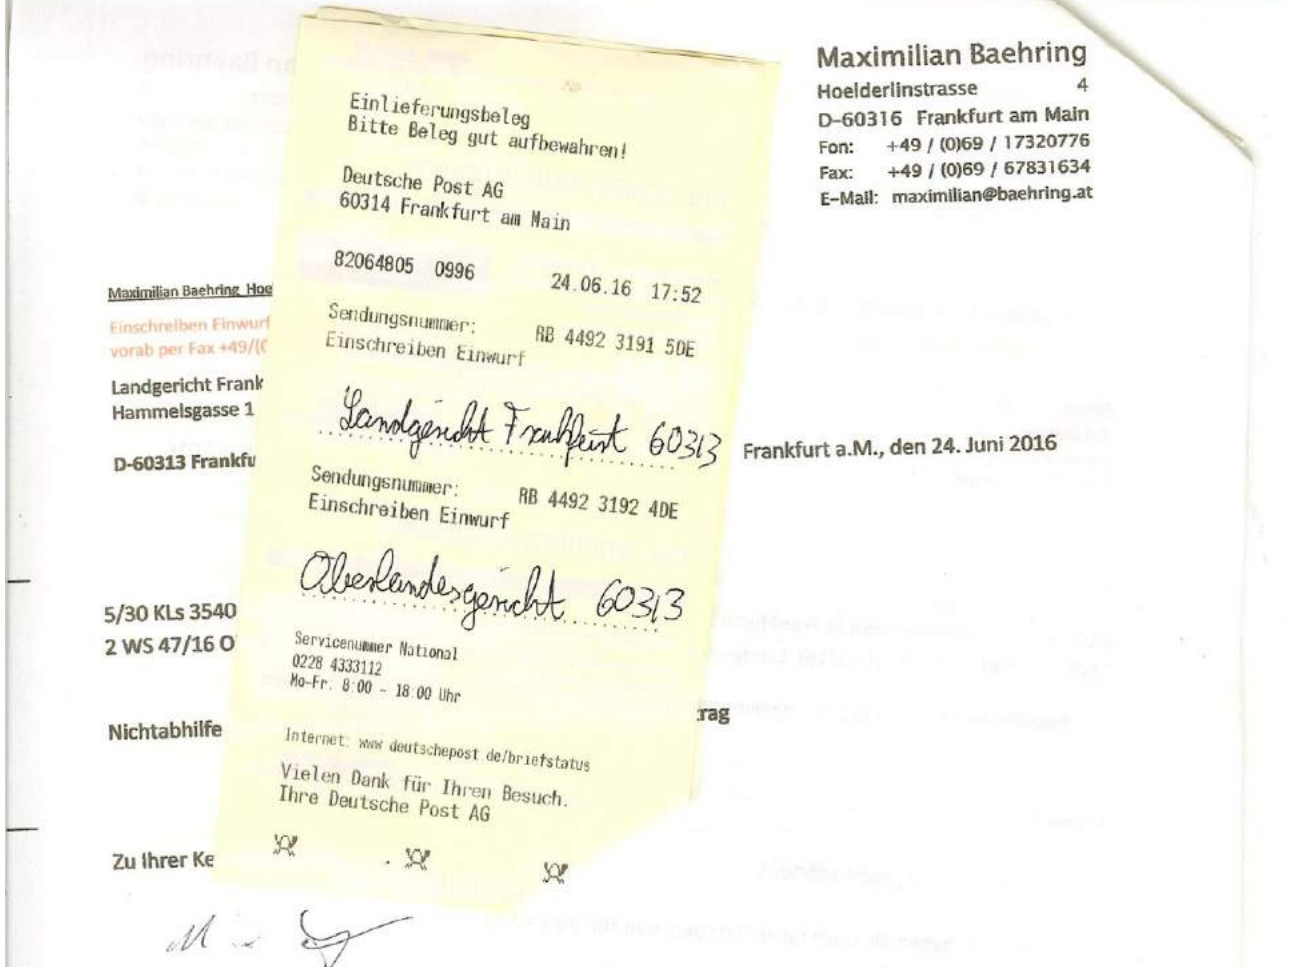 Maximilian Baehring
Hoelderlinstrasse 4
D-60316 Frankfurt am Main
Fon: +49 / (0)69 / 17320776
Fax: +49 / (0)69 / 67831634
E-Mail: maximilian@baehring.at
Einlieferungsbeleg
Bitte Beleg gut aufbewahren!
Deutsche Post AG
60314 Frankfurt am Main
82064805 0996 24.06.16 17:52
Sendungsnummer: RB 4492 3191 5DE
Einschreiben Einwurf
Landgericht Frankfurt 60313
Sendungsnummer: RB 4492 3192 4DE
Einschreiben Einwurf
Oberlandesgericht 60313
Servicenummer National
0228 4333112
Mo-Fr: 8:00 - 18:00 Uhr
Internet: www.deutschepost.de/briefstatus
Vielen Dank für Ihren Besuch.
Ihre Deutsche Post AG
Maximilian Baehring Hoe
Einschreiben Einwurf
vorab per Fax +49/(0
Landgericht Frank
Hammelsgasse 1
D-60313 Frankfu
Frankfurt a.M., den 24. Juni 2016
5/30 KLs 3540
2 WS 47/16 O
Nichtabhilfe trag
Zu Ihrer Ke